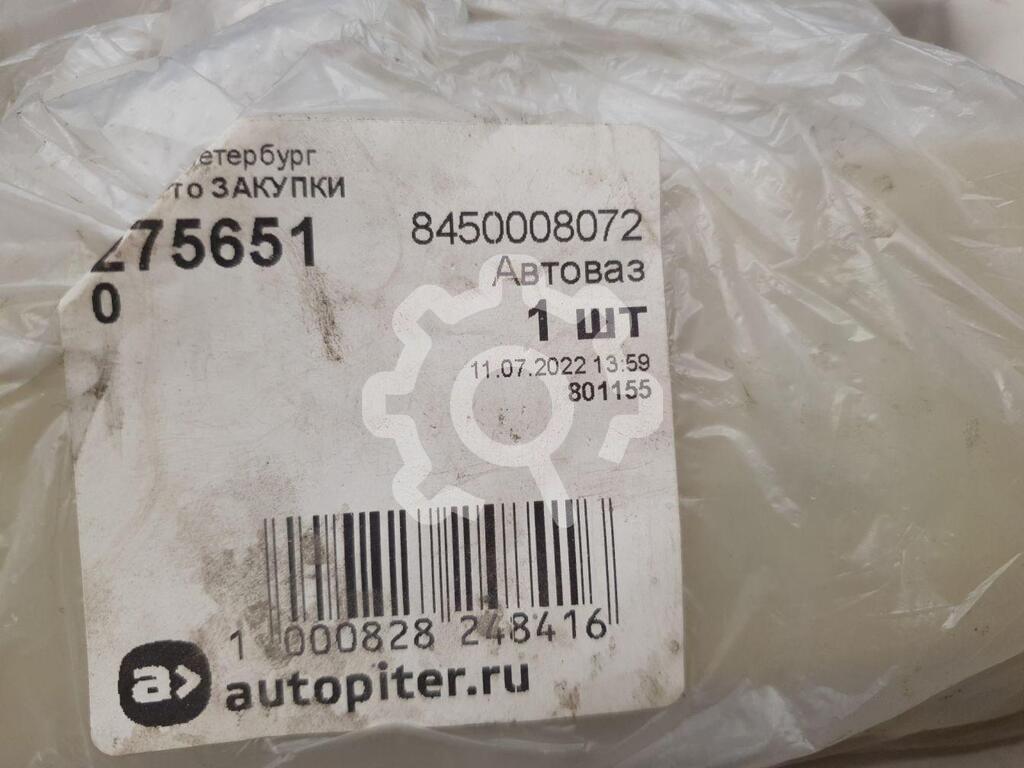 етербург
то ЗАКУПКИ
275651
0
8450008072
Автоваз
1 шт
11.07.2022 13:59
801155
1 000828 248416
a>
autopiter.ru